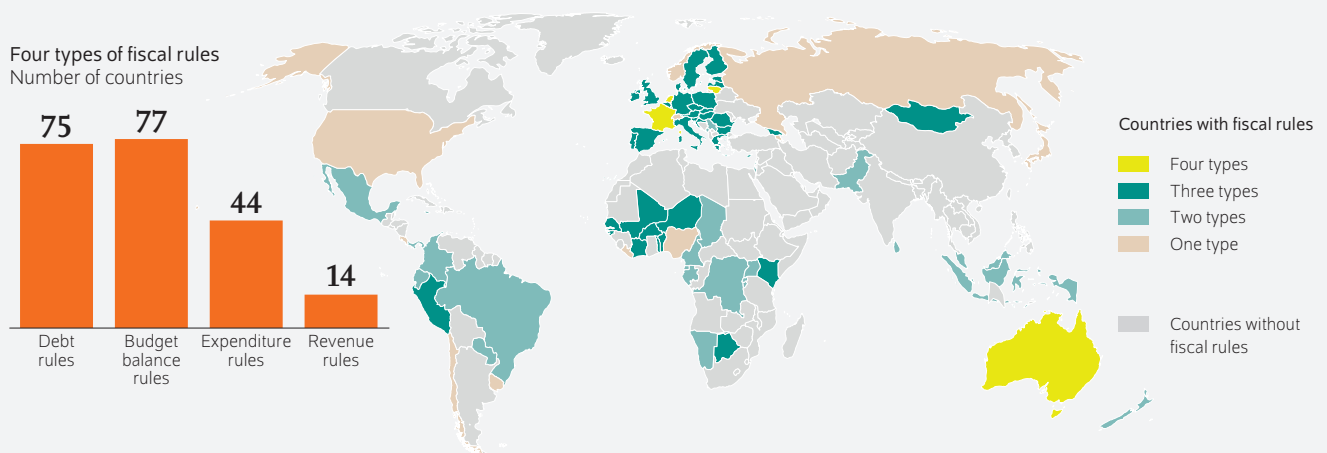 Four types of fiscal rules
Number of countries
75
77
44
14
Debt
rules
Budget
balance
rules
Expenditure
rules
Revenue
rules
Countries with fiscal rules
Four types
Three types
Two types
One type
Countries without
fiscal rules